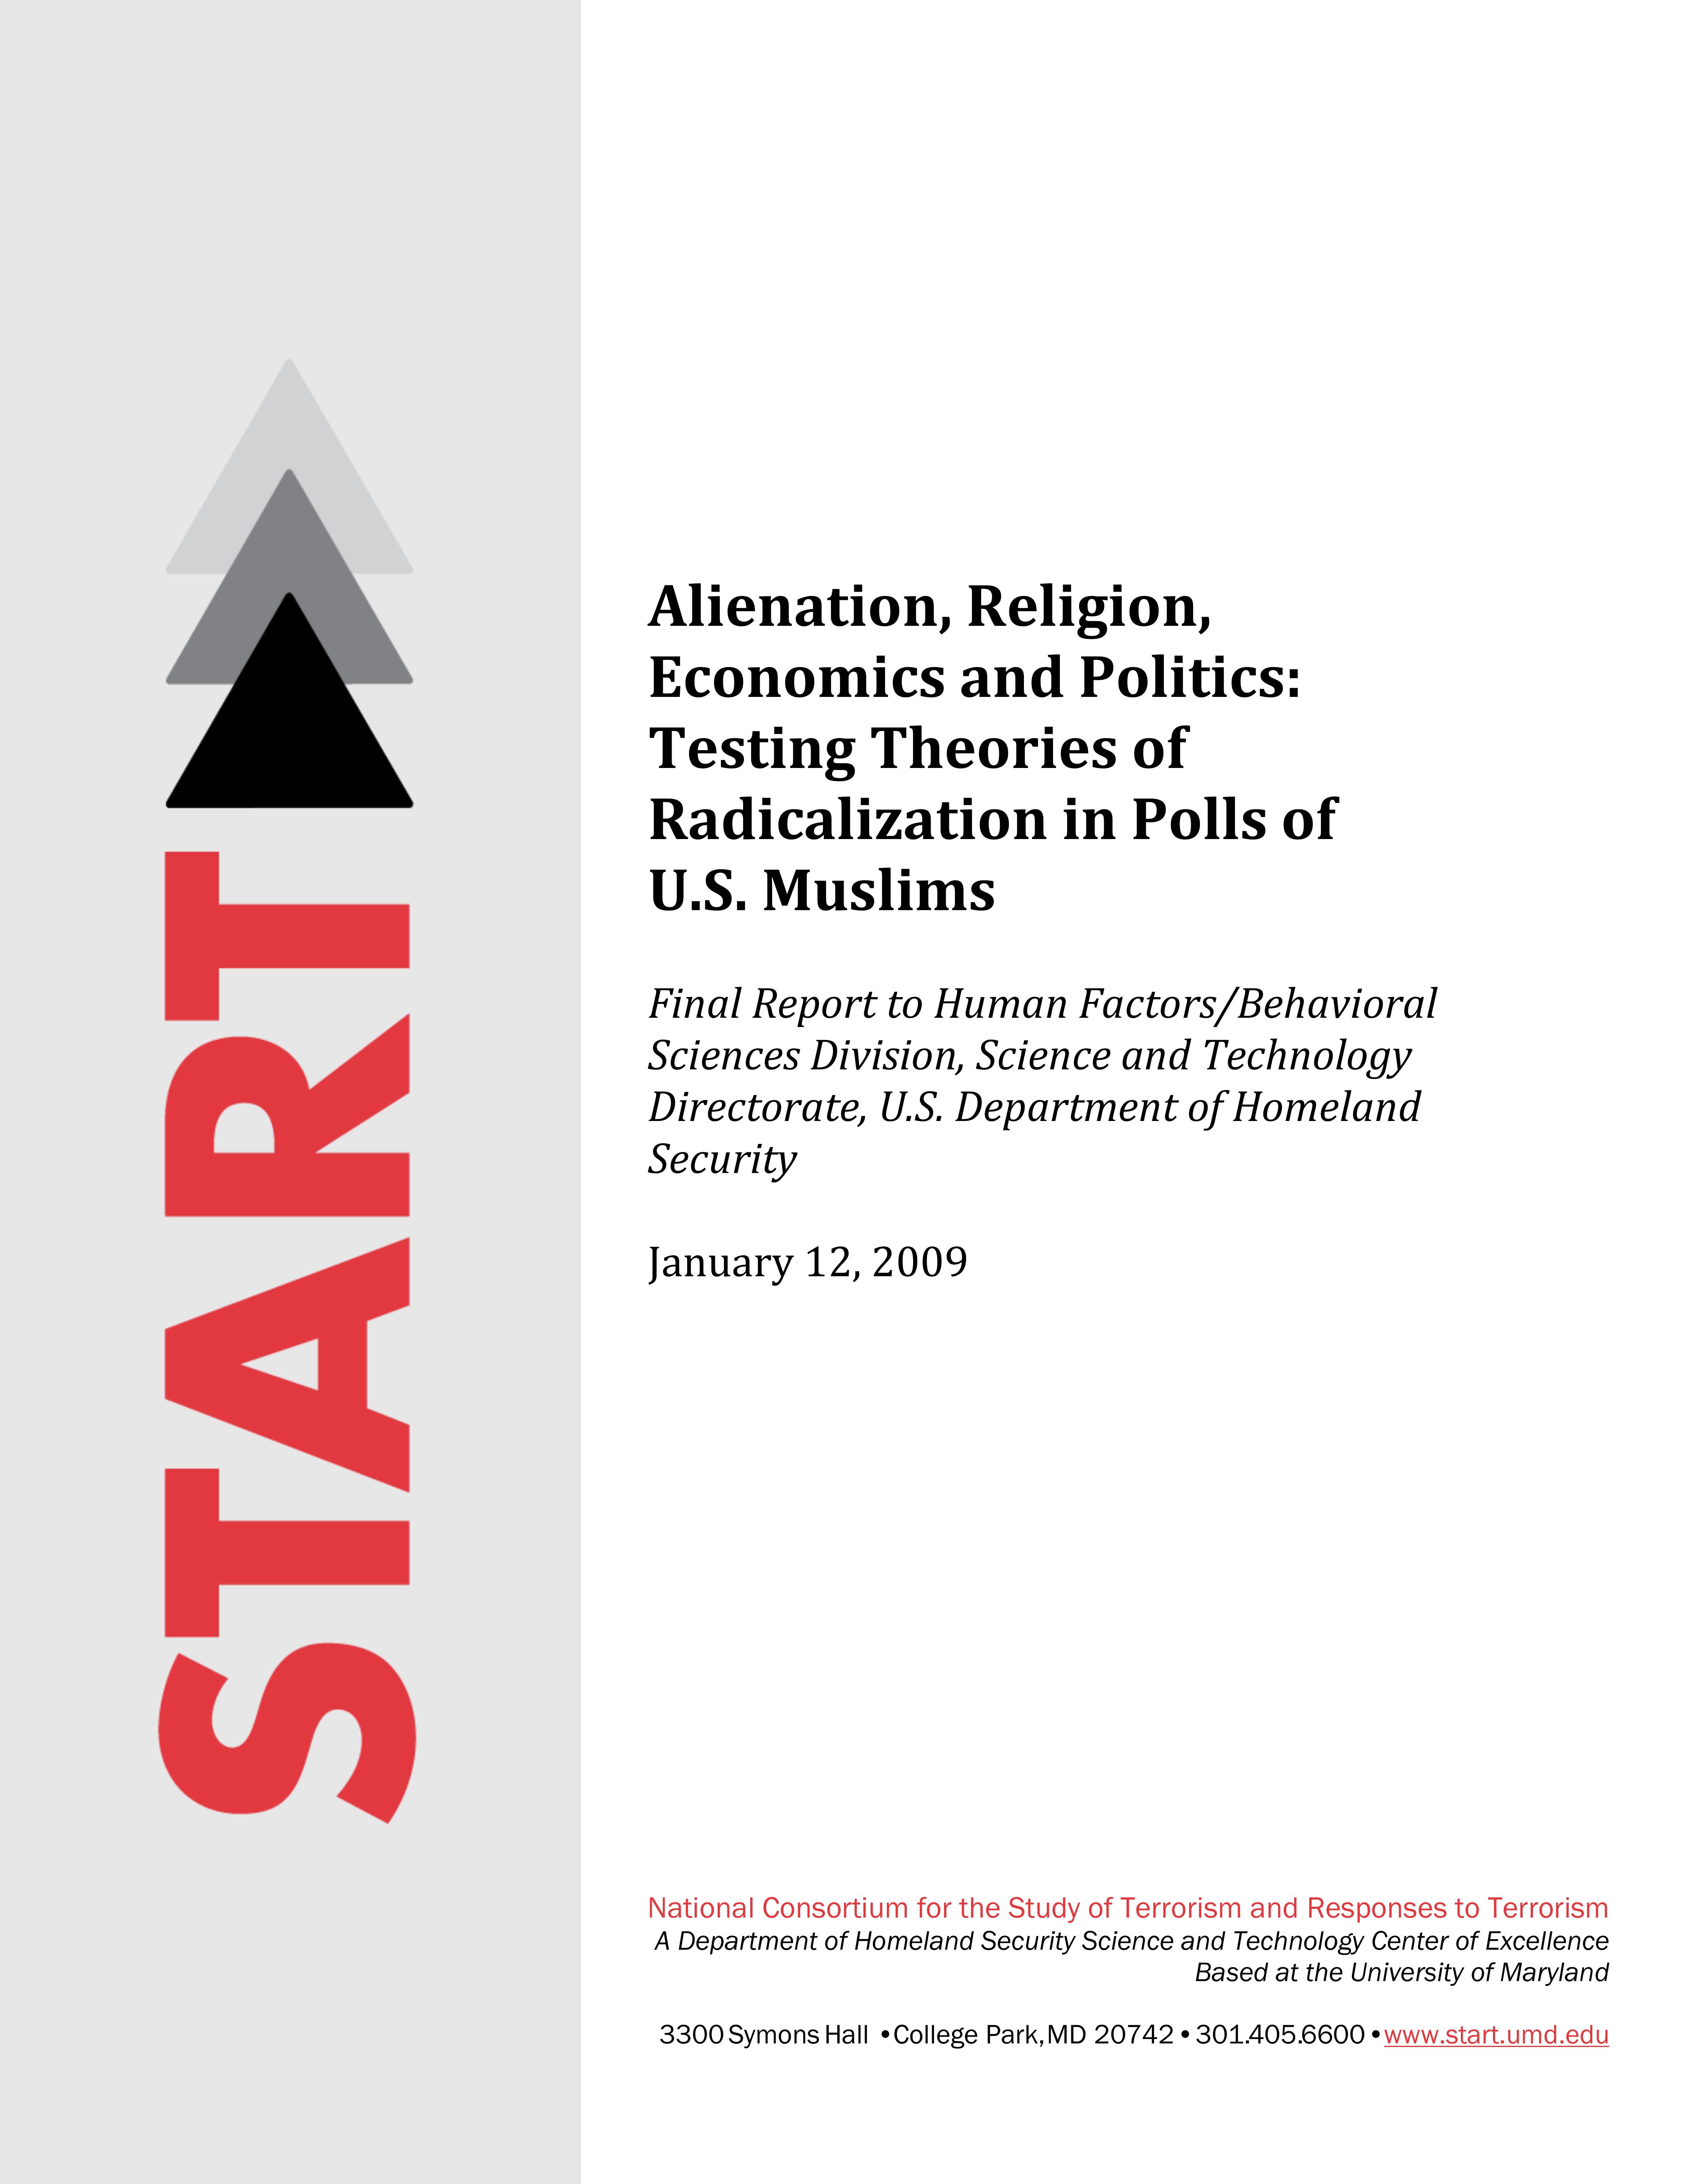 START
Alienation, Religion,
Economics and Politics:
Testing Theories of
Radicalization in Polls of
U.S. Muslims
Final Report to Human Factors/Behavioral
Sciences Division, Science and Technology
Directorate, U.S. Department of Homeland
Security
January 12, 2009
National Consortium for the Study of Terrorism and Responses to Terrorism
A Department of Homeland Security Science and Technology Center of Excellence
Based at the University of Maryland
3300 Symons Hall • College Park, MD 20742 • 301.405.6600 • www.start.umd.edu